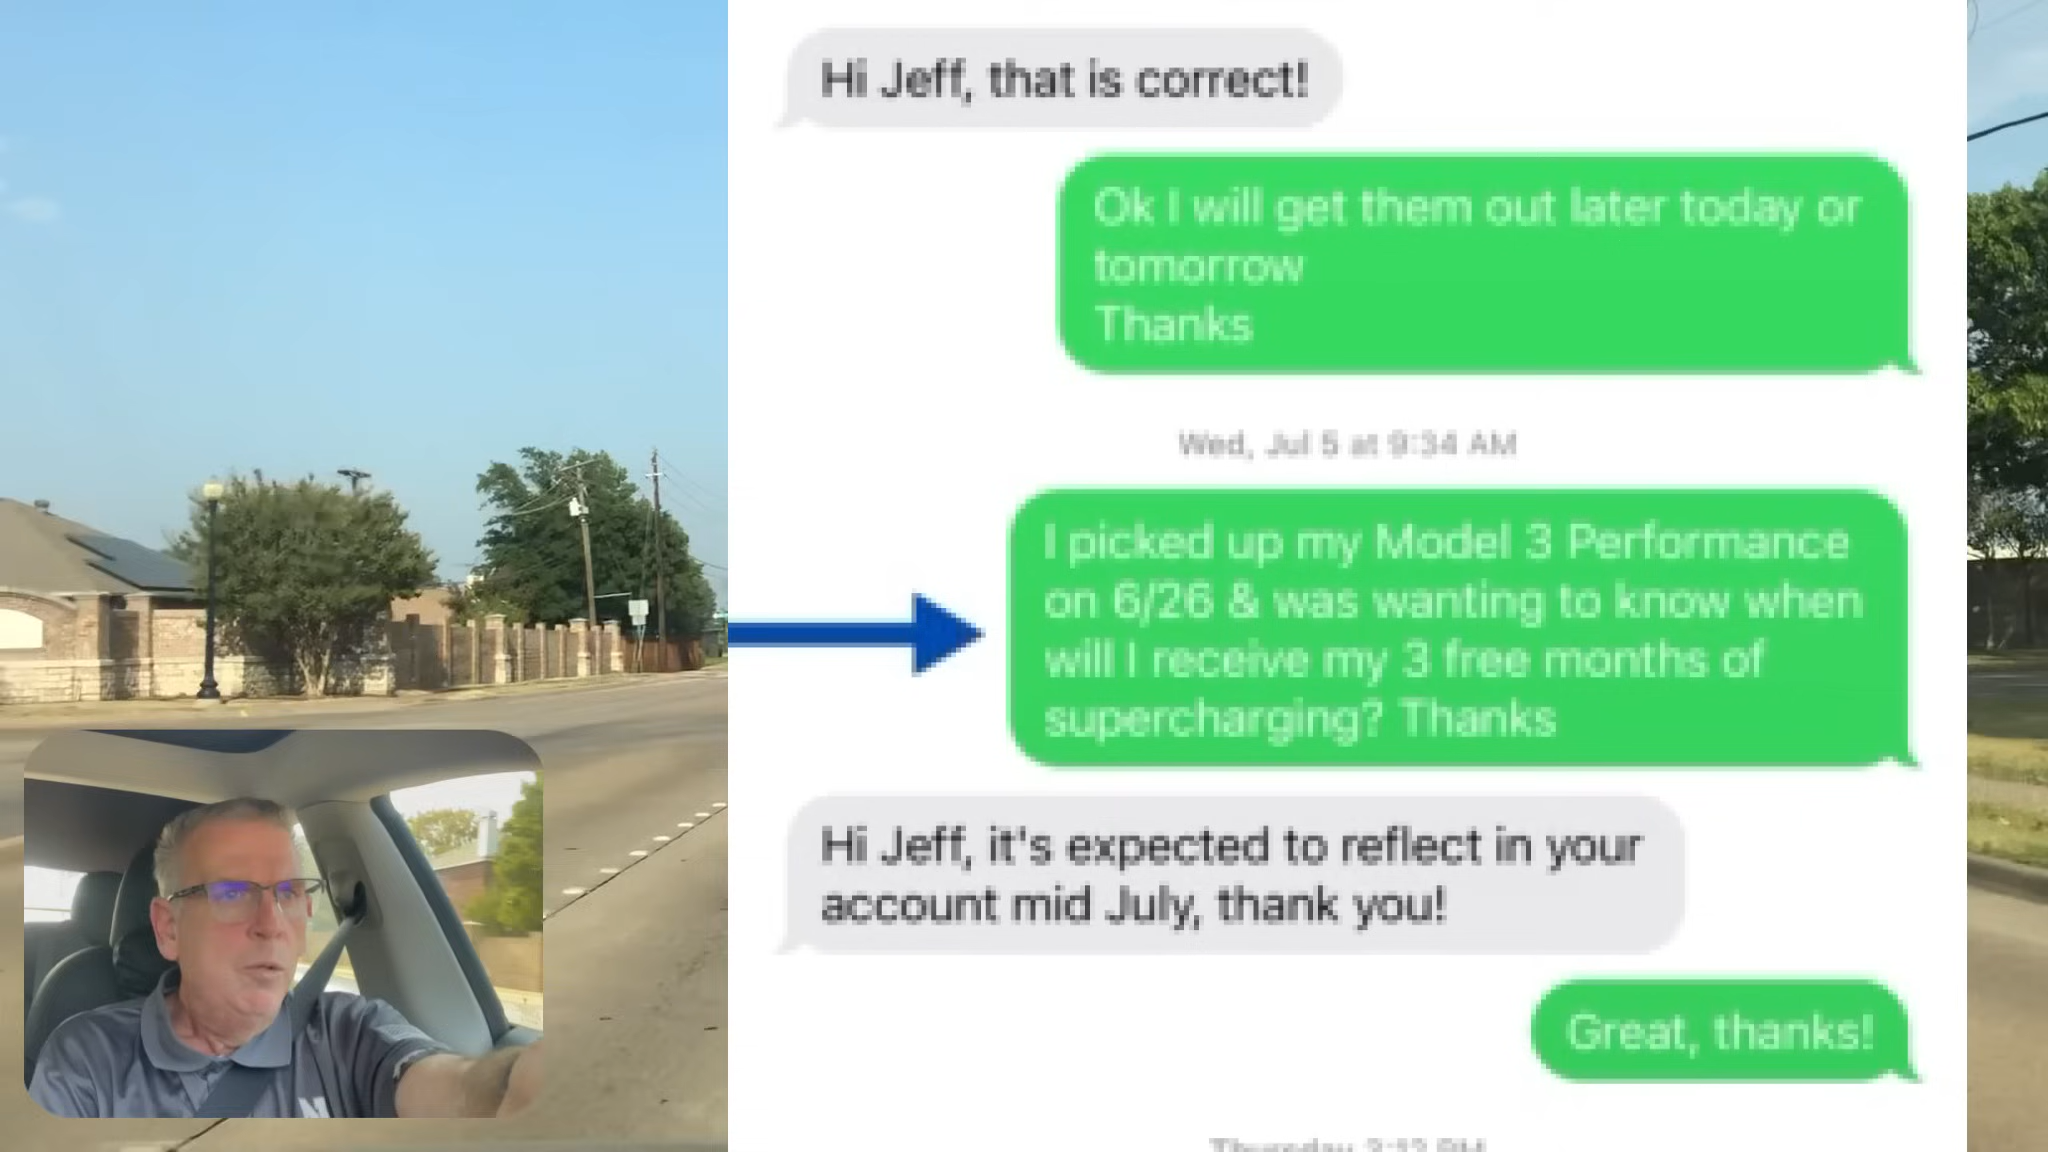 Hi Jeff, that is correct!
Ok I will get them out later today or
tomorrow
Thanks
Wed, Jul 5 at 9:34 AM
I picked up my Model 3 Performance
on 6/26 & was wanting to know when
will I receive my 3 free months of
supercharging? Thanks
Hi Jeff, it's expected to reflect in your
account mid July, thank you!
Great, thanks!